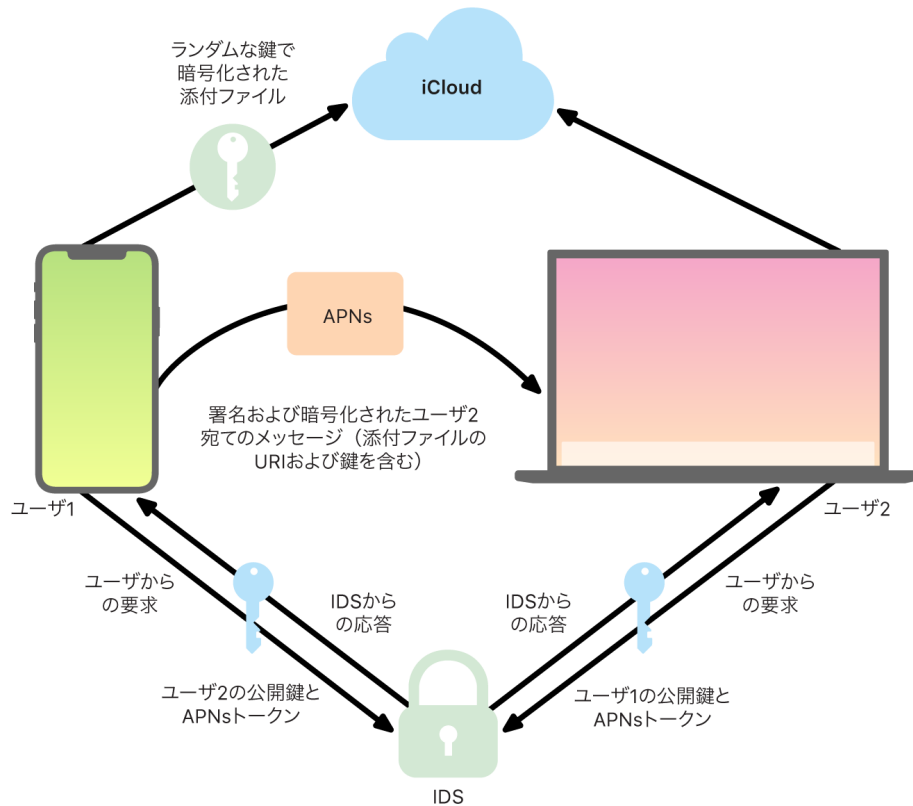 ランダムな鍵で
暗号化された
添付ファイル
iCloud
APNs
署名および暗号化されたユーザ2
宛てのメッセージ（添付ファイルの
URIおよび鍵を含む）
ユーザ1
ユーザ2
ユーザから
の要求
IDSから
の応答
IDSから
の応答
ユーザから
の要求
ユーザ2の公開鍵と
APNsトークン
ユーザ1の公開鍵と
APNsトークン
IDS